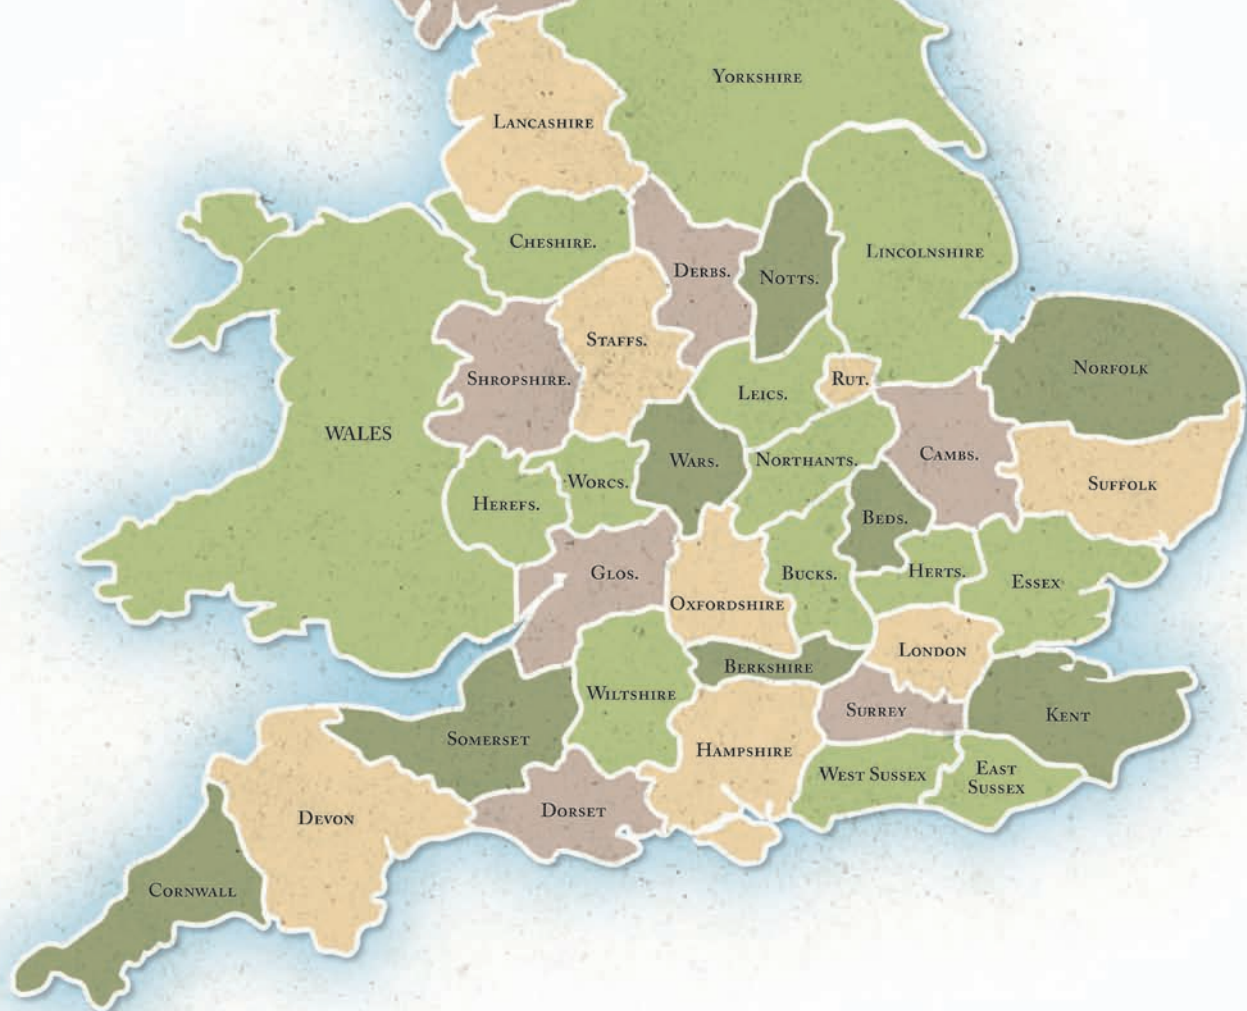 Yorkshire
Lancashire
Cheshire.
Derbs.
Notts.
Lincolnshire
Staffs.
Shropshire.
Leics.
Rut.
Norfolk
WALES
Wars.
Northants.
Cambs.
Suffolk
Herefs.
Worcs.
Beds.
Glos.
Oxfordshire
Bucks.
Herts.
Essex
London
Berkshire
Wiltshire
Surrey
Kent
Somerset
Hampshire
West Sussex
East
Sussex
Devon
Dorset
Cornwall